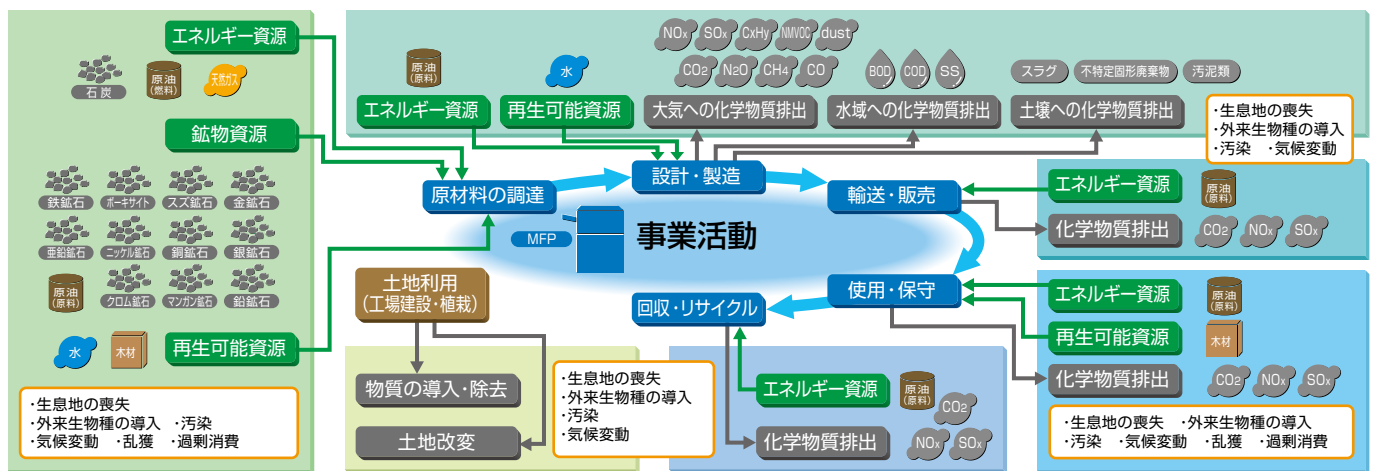 エネルギー資源
石炭
原油
(燃料)
天然ガス
鉱物資源
鉄鉱石
ボーキサイト
スズ鉱石
金鉱石
亜鉛鉱石
ニッケル鉱石
銅鉱石
銀鉱石
原油
(原料)
クロム鉱石
マンガン鉱石
鉛鉱石
水
木材
再生可能資源
・生息地の喪失
・外来生物種の導入 ・汚染
・気候変動 ・乱獲 ・過剰消費
原油
(原料)
エネルギー資源
水
再生可能資源
NOx SOx CxHy NMVOC dust
CO2 N2O CH4 CO
大気への化学物質排出
BOD COD SS
水域への化学物質排出
スラグ 不特定固形廃棄物 汚泥類
土壌への化学物質排出
・生息地の喪失
・外来生物種の導入
・汚染 ・気候変動
原材料の調達
設計・製造
輸送・販売
MFP
事業活動
使用・保守
回収・リサイクル
エネルギー資源
原油
(原料)
化学物質排出
CO2 NOx SOx
エネルギー資源
原油
(原料)
再生可能資源
木材
化学物質排出
CO2 NOx SOx
・生息地の喪失 ・外来生物種の導入
・汚染 ・気候変動 ・乱獲 ・過剰消費
土地利用
(工場建設・植栽)
物質の導入・除去
土地改変
・生息地の喪失
・外来生物種の導入
・汚染
・気候変動
エネルギー資源
原油
(原料)
CO2
化学物質排出
NOx SOx